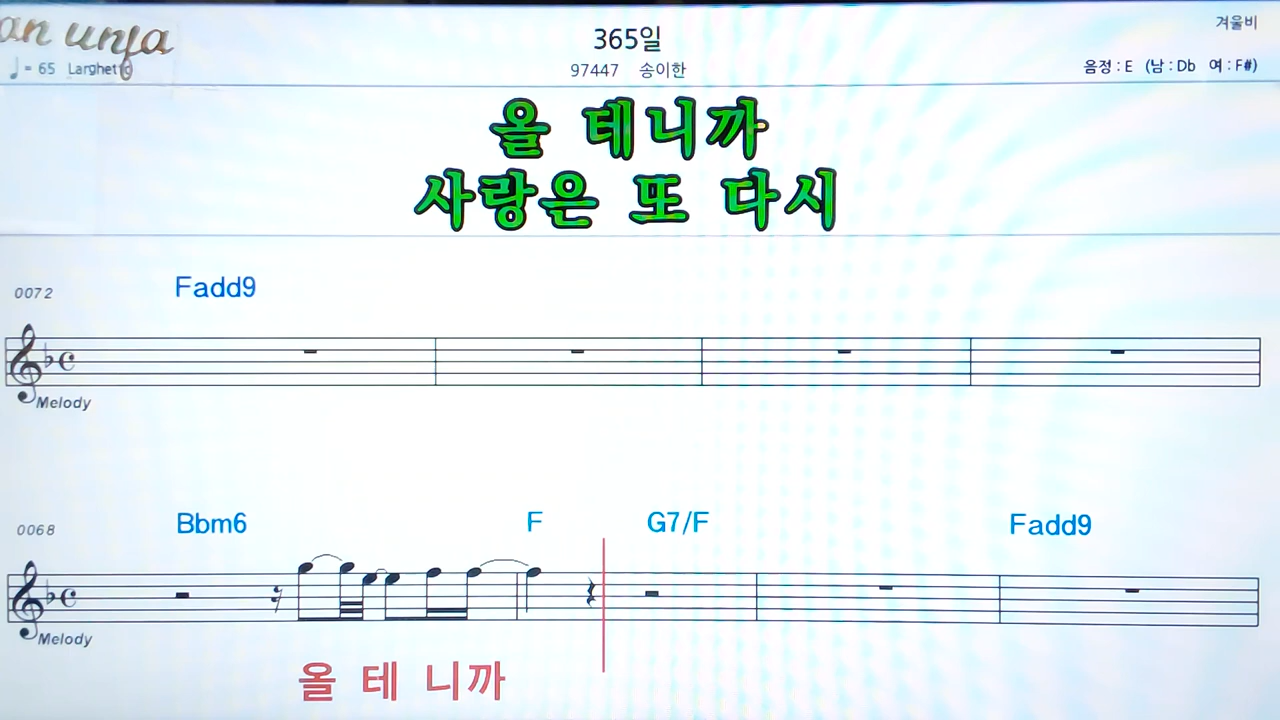 an unfa
365일
겨울비
♩= 65 Larghetto
97447 송이한
음정 : E (남 : Db 여 : F#)
올 테니까
사랑은 또 다시
0072 Fadd9
Melody
0068 Bbm6 F G7/F Fadd9
Melody
올 테 니까